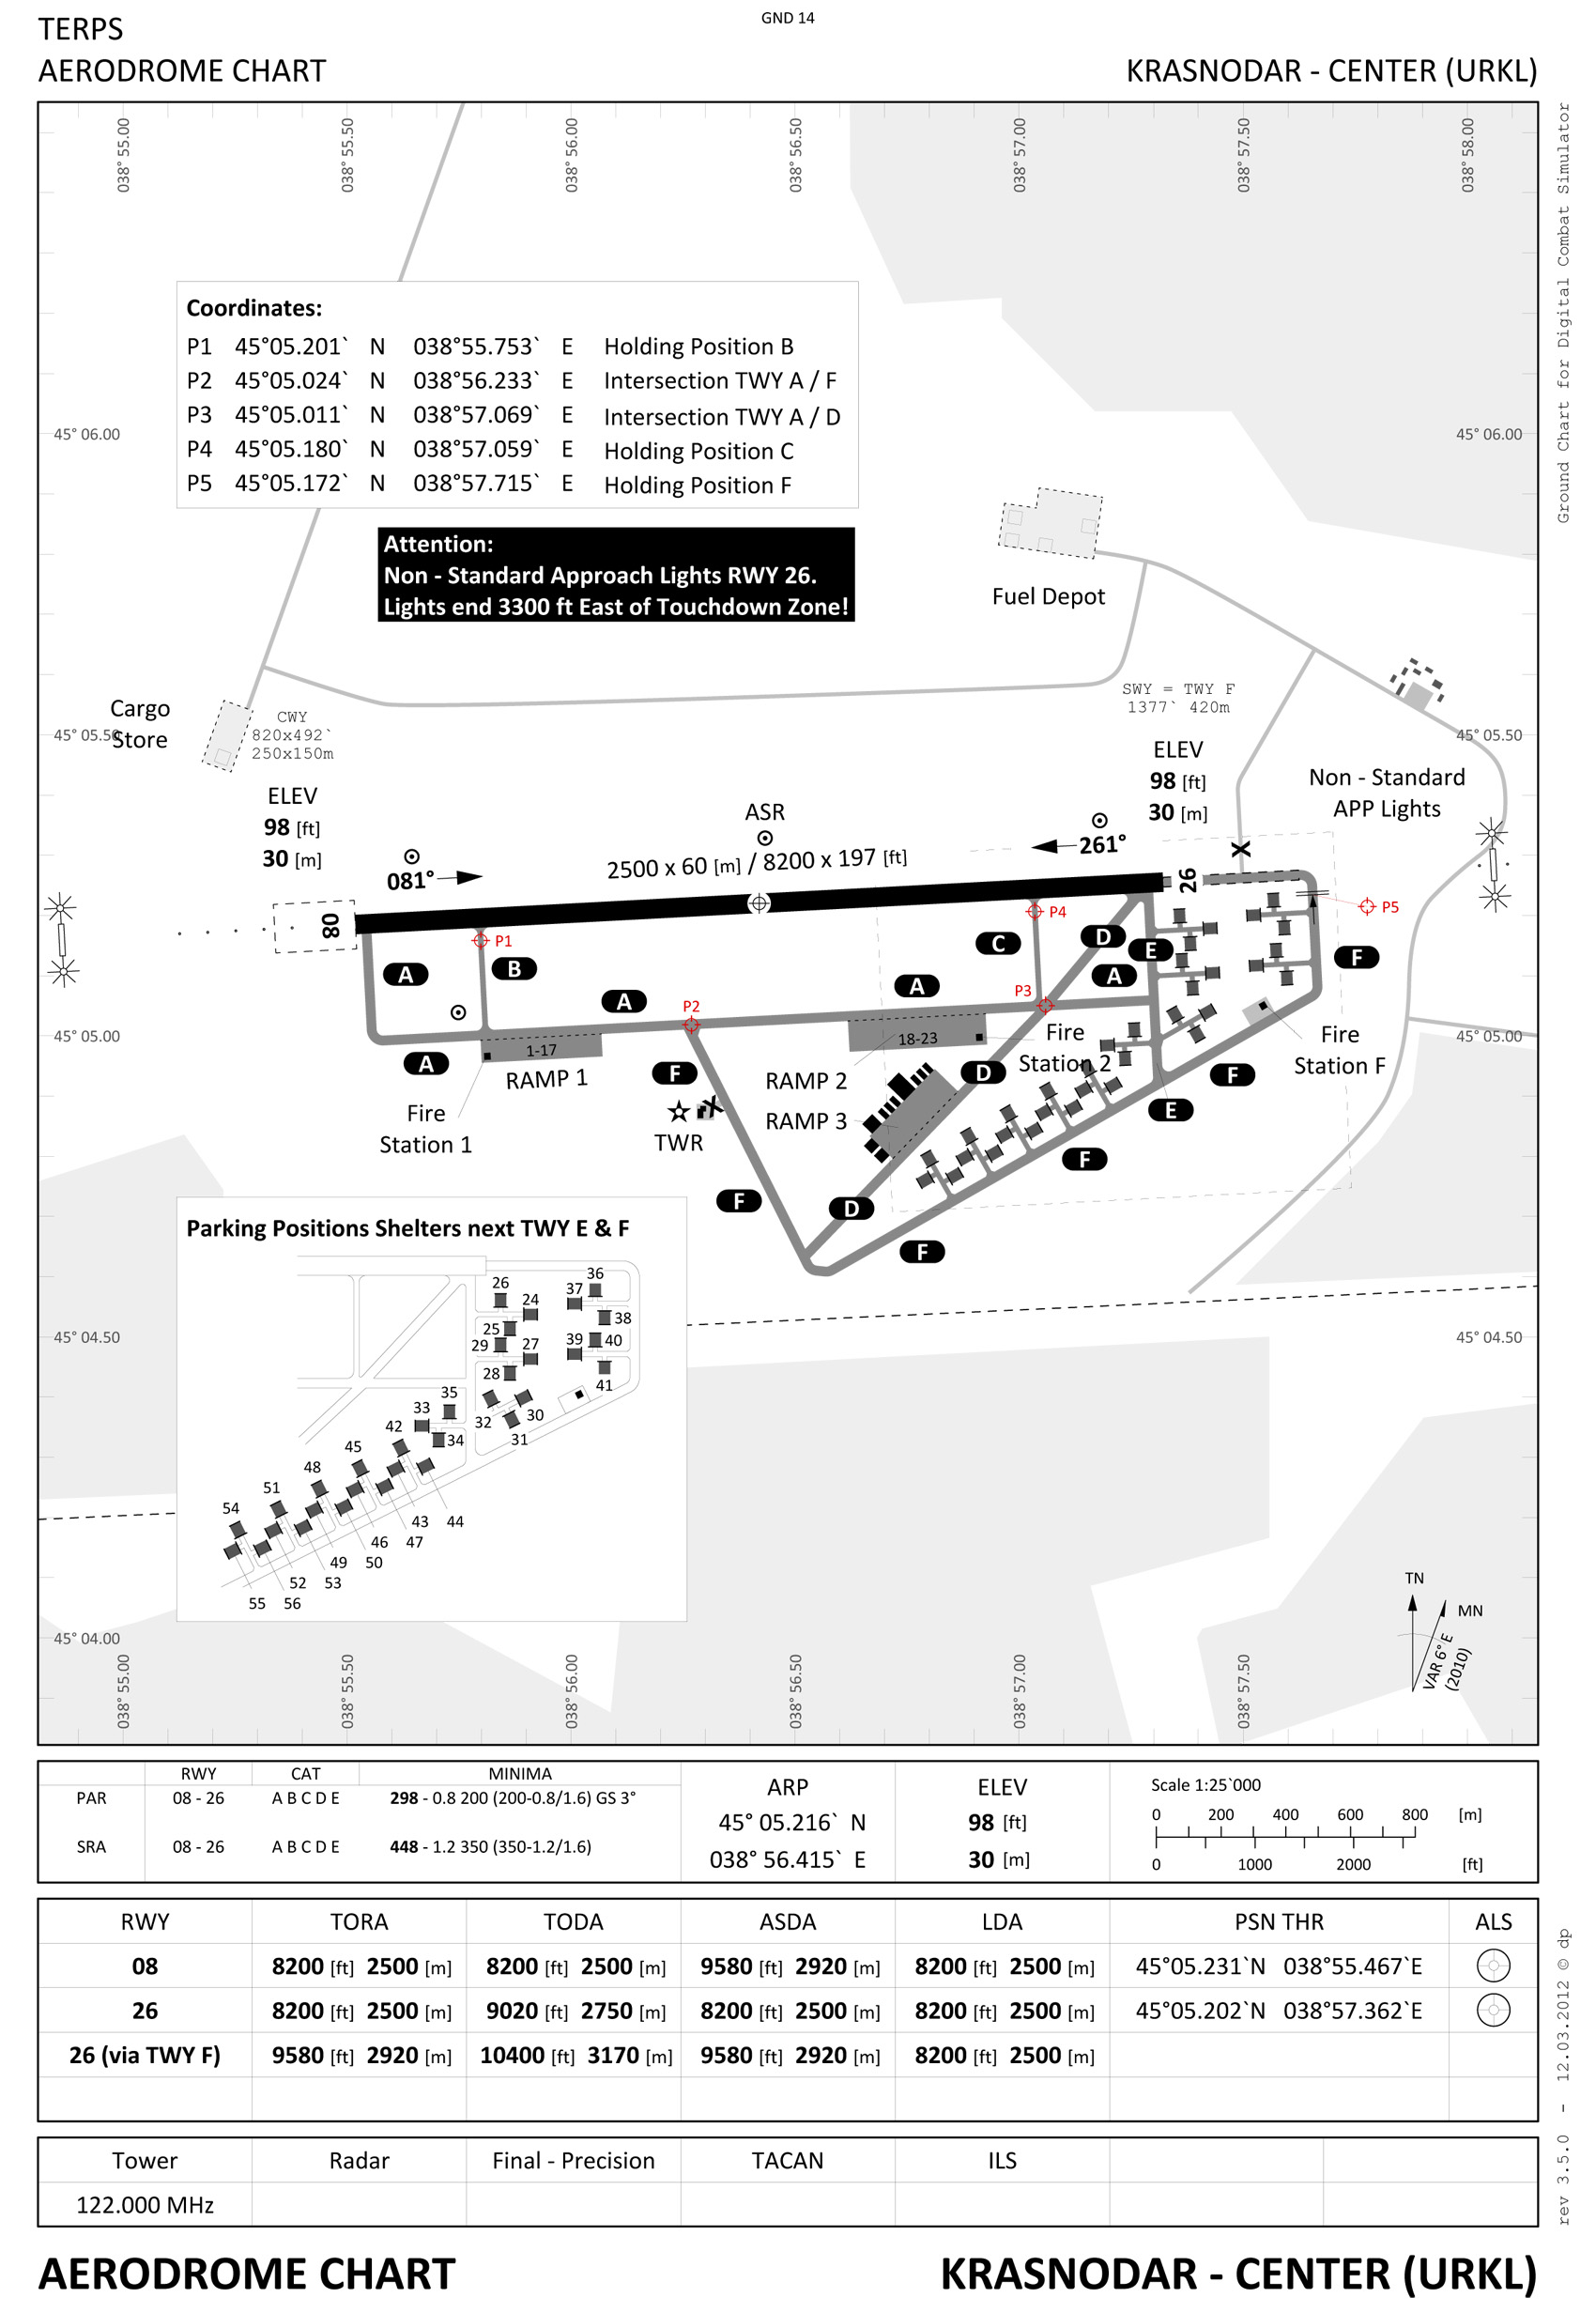 GND 14
TERPS
AERODROME CHART
KRASNODAR - CENTER (URKL)
Ground Chart for Digital Combat Simulator
038° 55.00
038° 55.50
038° 56.00
038° 56.50
038° 57.00
038° 57.50
038° 58.00
Coordinates:
P1 45°05.201` N 038°55.753` E Holding Position B
P2 45°05.024` N 038°56.233` E Intersection TWY A / F
P3 45°05.011` N 038°57.069` E Intersection TWY A / D
P4 45°05.180` N 038°57.059` E Holding Position C
P5 45°05.172` N 038°57.715` E Holding Position F
45° 06.00
45° 06.00
Attention:
Non - Standard Approach Lights RWY 26.
Lights end 3300 ft East of Touchdown Zone!
Fuel Depot
Cargo
Store
CWY
820x492`
250x150m
SWY = TWY F
1377` 420m
45° 05.50
45° 05.50
ELEV
98 [ft]
30 [m]
ELEV
98 [ft]
30 [m]
Non - Standard
APP Lights
ASR
081°
2500 x 60 [m] / 8200 x 197 [ft]
261°
X
08
26
P1
P4
P5
A
B
C
D
E
F
A
A
A
P2
P3
45° 05.00
45° 05.00
A
1-17
RAMP 1
F
18-23
RAMP 2
RAMP 3
Fire
Station 2
D
Fire
Station F
F
Fire
Station 1
X
TWR
E
F
F
D
F
Parking Positions Shelters next TWY E & F
36
26
37
24
38
25
29
27
39
40
28
41
35
33
32
30
42
34
31
45
48
51
54
43
44
46
47
49
50
52
53
55
56
45° 04.50
45° 04.50
45° 04.00
TN
MN
VAR 6° E
(2010)
038° 55.00
038° 55.50
038° 56.00
038° 56.50
038° 57.00
038° 57.50
RWY CAT MINIMA
PAR 08 - 26 A B C D E 298 - 0.8 200 (200-0.8/1.6) GS 3°
SRA 08 - 26 A B C D E 448 - 1.2 350 (350-1.2/1.6)
ARP
45° 05.216` N
038° 56.415` E
ELEV
98 [ft]
30 [m]
Scale 1:25`000
0 200 400 600 800 [m]
0 1000 2000 [ft]
RWY TORA TODA ASDA LDA PSN THR ALS
08 8200 [ft] 2500 [m] 8200 [ft] 2500 [m] 9580 [ft] 2920 [m] 8200 [ft] 2500 [m] 45°05.231`N 038°55.467`E
26 8200 [ft] 2500 [m] 9020 [ft] 2750 [m] 8200 [ft] 2500 [m] 8200 [ft] 2500 [m] 45°05.202`N 038°57.362`E
26 (via TWY F) 9580 [ft] 2920 [m] 10400 [ft] 3170 [m] 9580 [ft] 2920 [m] 8200 [ft] 2500 [m]
Tower Radar Final - Precision TACAN ILS
122.000 MHz
rev 3.5.0 - 12.03.2012 © dp
AERODROME CHART
KRASNODAR - CENTER (URKL)